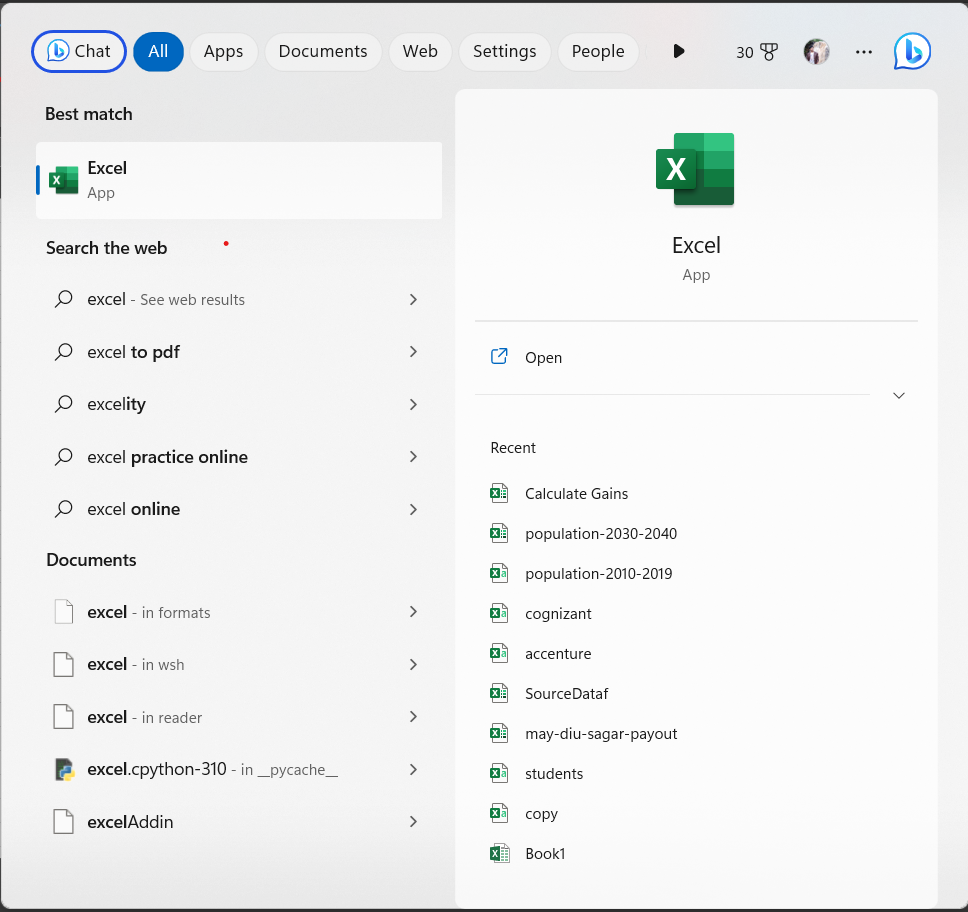 Chat All Apps Documents Web Settings People 30
Best match
Excel
App
Search the web
excel - See web results
excel to pdf
excelity
excel practice online
excel online
Documents
excel - in formats
excel - in wsh
excel - in reader
excel.cpython-310 - in __pycache__
excelAddin
Excel
App
Open
Recent
Calculate Gains
population-2030-2040
population-2010-2019
cognizant
accenture
SourceDataf
may-diu-sagar-payout
students
copy
Book1